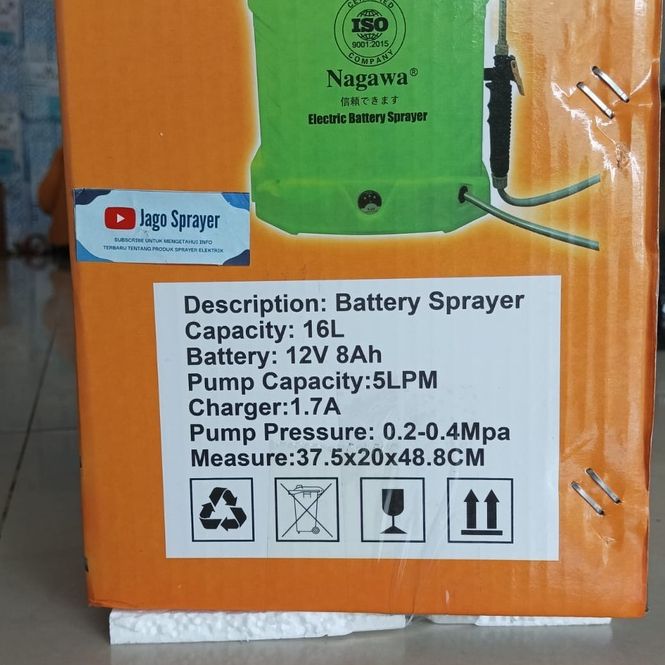 CERTIFIED
ISO
9001:2015
COMPANY
Nagawa®
信頼できます
Electric Battery Sprayer
Jago Sprayer
SUBSCRIBE UNTUK MENGETAHUI INFO
TERBARU TENTANG PRODUK SPRAYER ELEKTRIK
Description: Battery Sprayer
Capacity: 16L
Battery: 12V 8Ah
Pump Capacity:5LPM
Charger:1.7A
Pump Pressure: 0.2-0.4Mpa
Measure:37.5x20x48.8CM